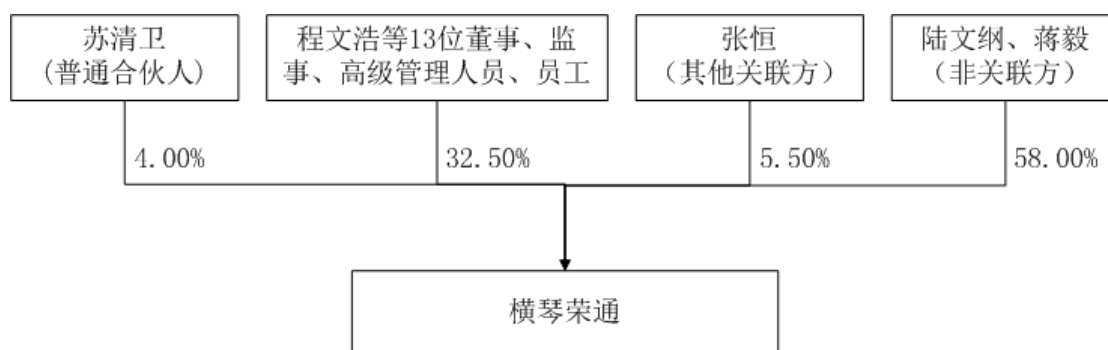 苏清卫
(普通合伙人)
程文浩等13位董事、监
事、高级管理人员、员工
张恒
（其他关联方）
陆文纲、蒋毅
（非关联方）
4.00%
32.50%
5.50%
58.00%
横琴荣通